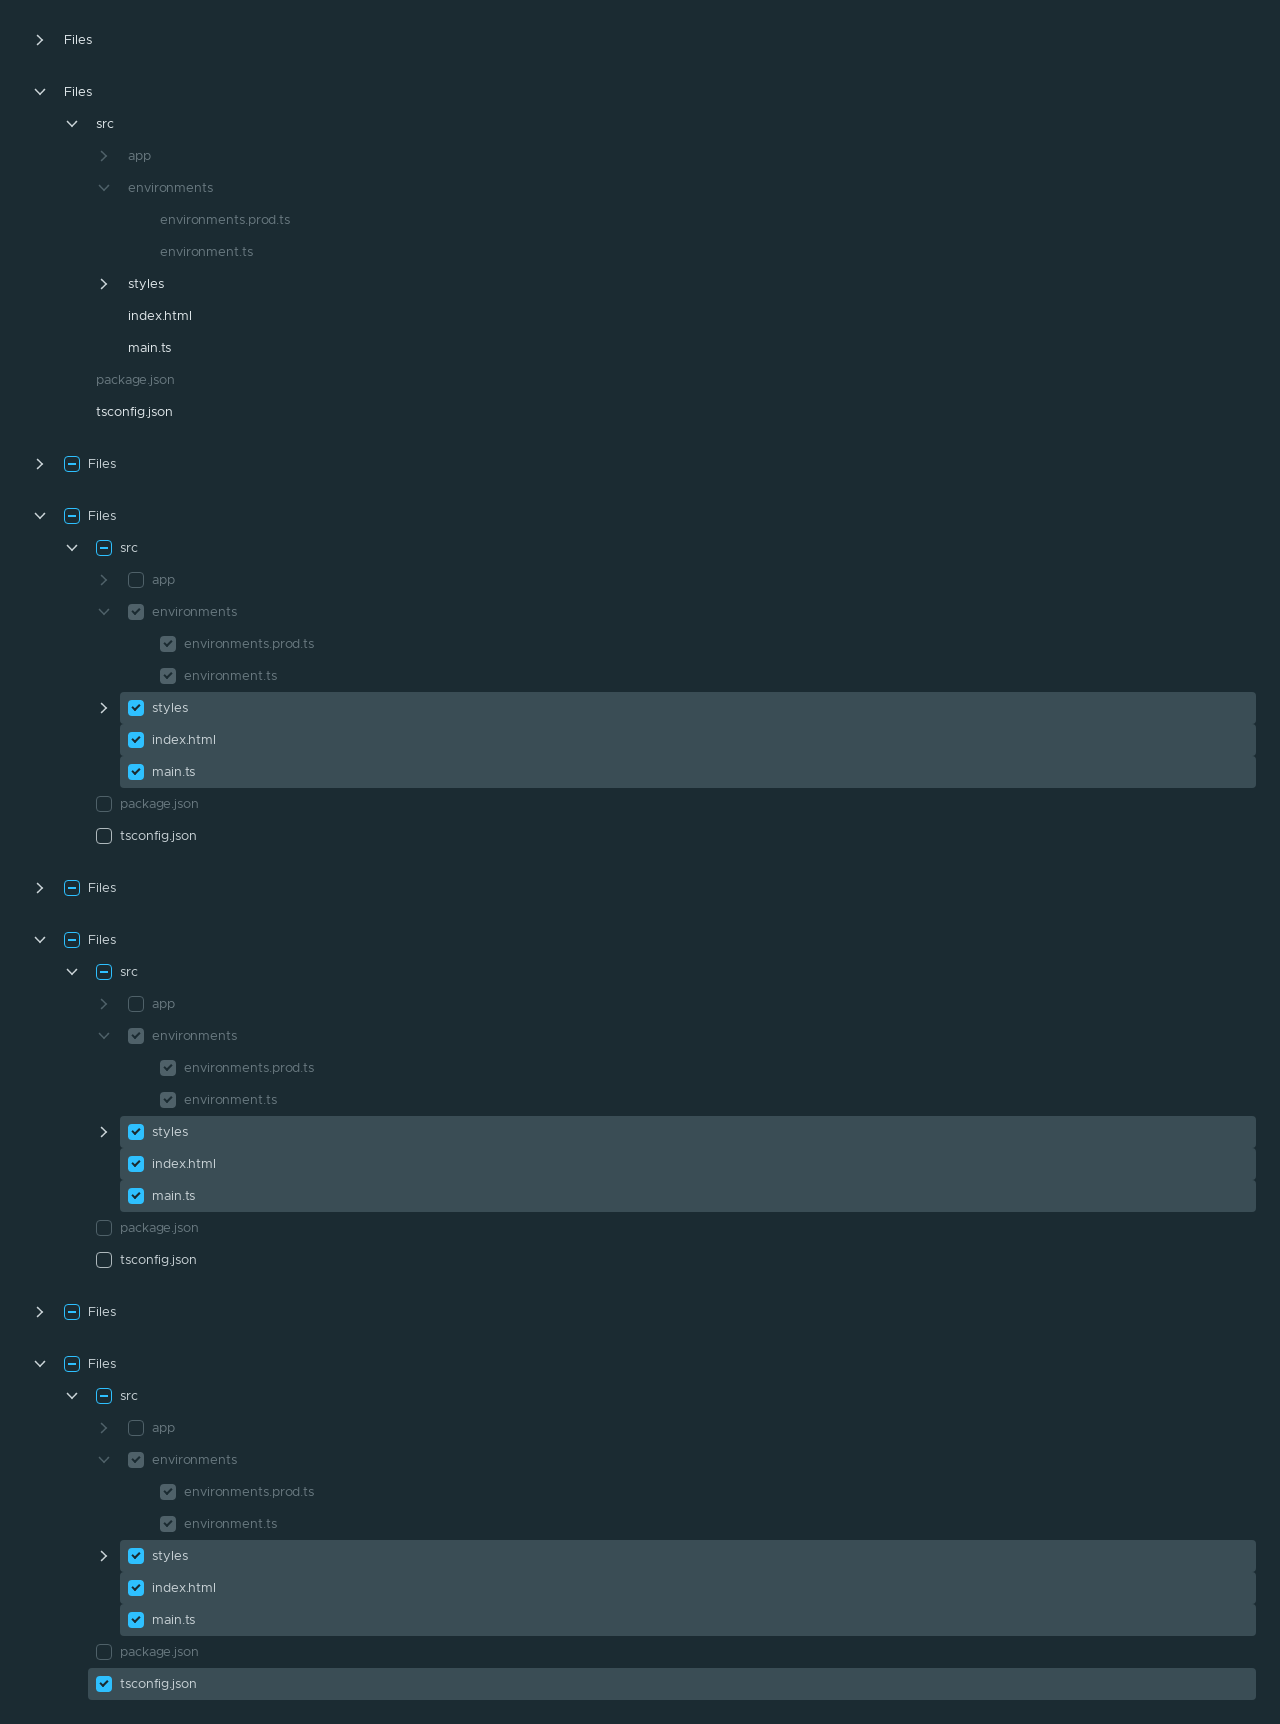 Files
Files
src
app
environments
environments.prod.ts
environment.ts
styles
index.html
main.ts
package.json
tsconfig.json
Files
Files
src
app
environments
environments.prod.ts
environment.ts
styles
index.html
main.ts
package.json
tsconfig.json
Files
Files
src
app
environments
environments.prod.ts
environment.ts
styles
index.html
main.ts
package.json
tsconfig.json
Files
Files
src
app
environments
environments.prod.ts
environment.ts
styles
index.html
main.ts
package.json
tsconfig.json